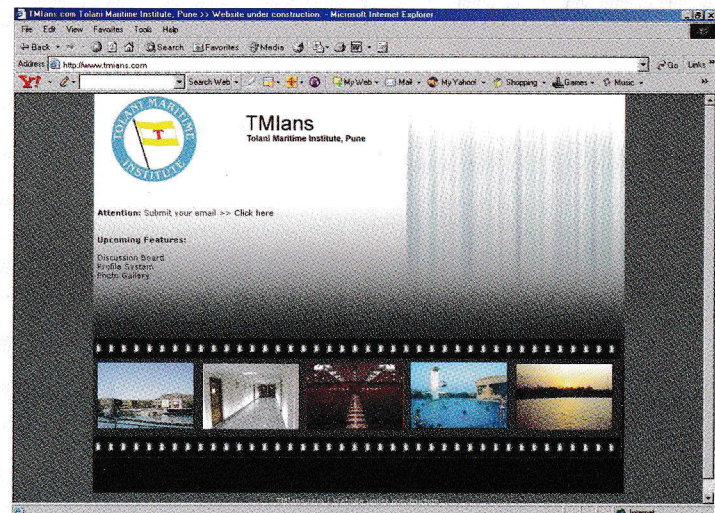 TMIans.com Tolani Maritime Institute, Pune >> Website under construction. - Microsoft Internet Explorer
File Edit View Favorites Tools Help
Back Search Favorites Media
Address http://www.tmians.com Go Links
Y! Search Web My Web Mail My Yahoo! Shopping Games Music
TOLANI MARITIME INSTITUTE
T
TMIans
Tolani Maritime Institute, Pune
Attention: Submit your email >> Click here
Upcoming Features:
Discussion Board
Profile System
Photo Gallery
Internet